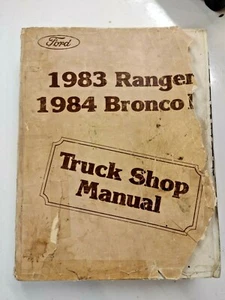 Ford
1983 Ranger
1984 Bronco I
Truck Shop
Manual